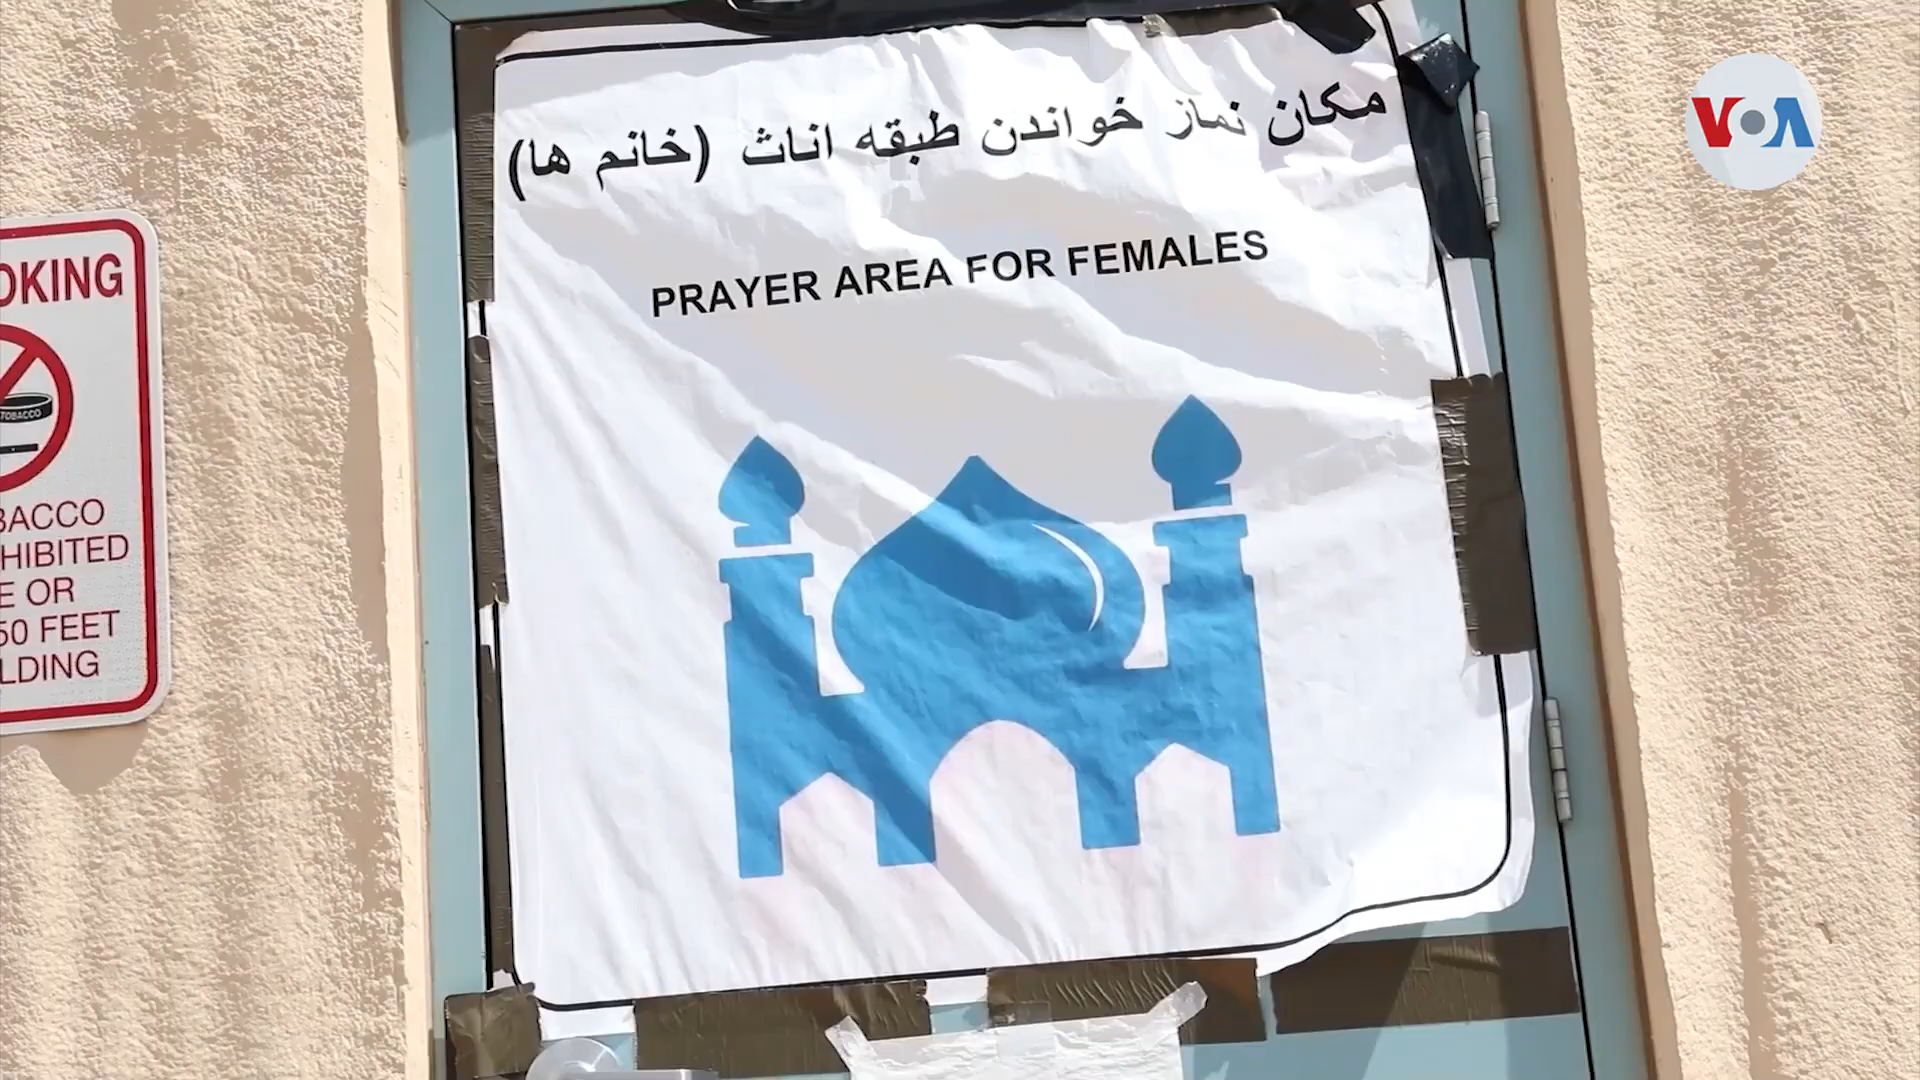 مکان نماز خواندن طبقه اناث (خانم ها)
PRAYER AREA FOR FEMALES
VOA
OKING
TOBACCO
BACCO
HIBITED
E OR
50 FEET
LDING